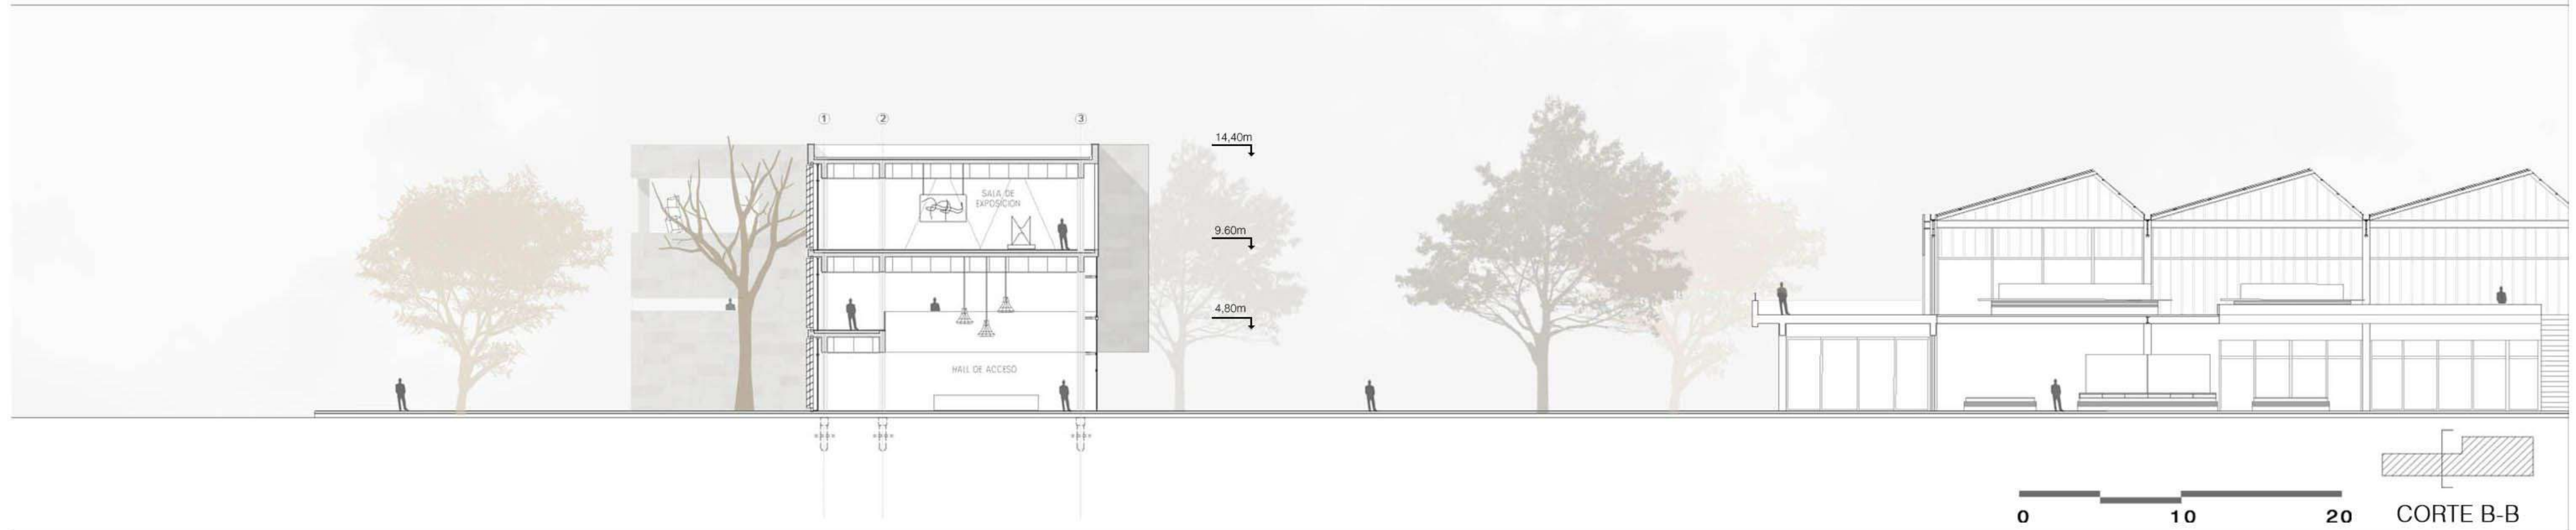 1 2 3
14,40m
SALA DE
EXPOSICION
9.60m
4,80m
HALL DE ACCESO
0 10 20
CORTE B-B